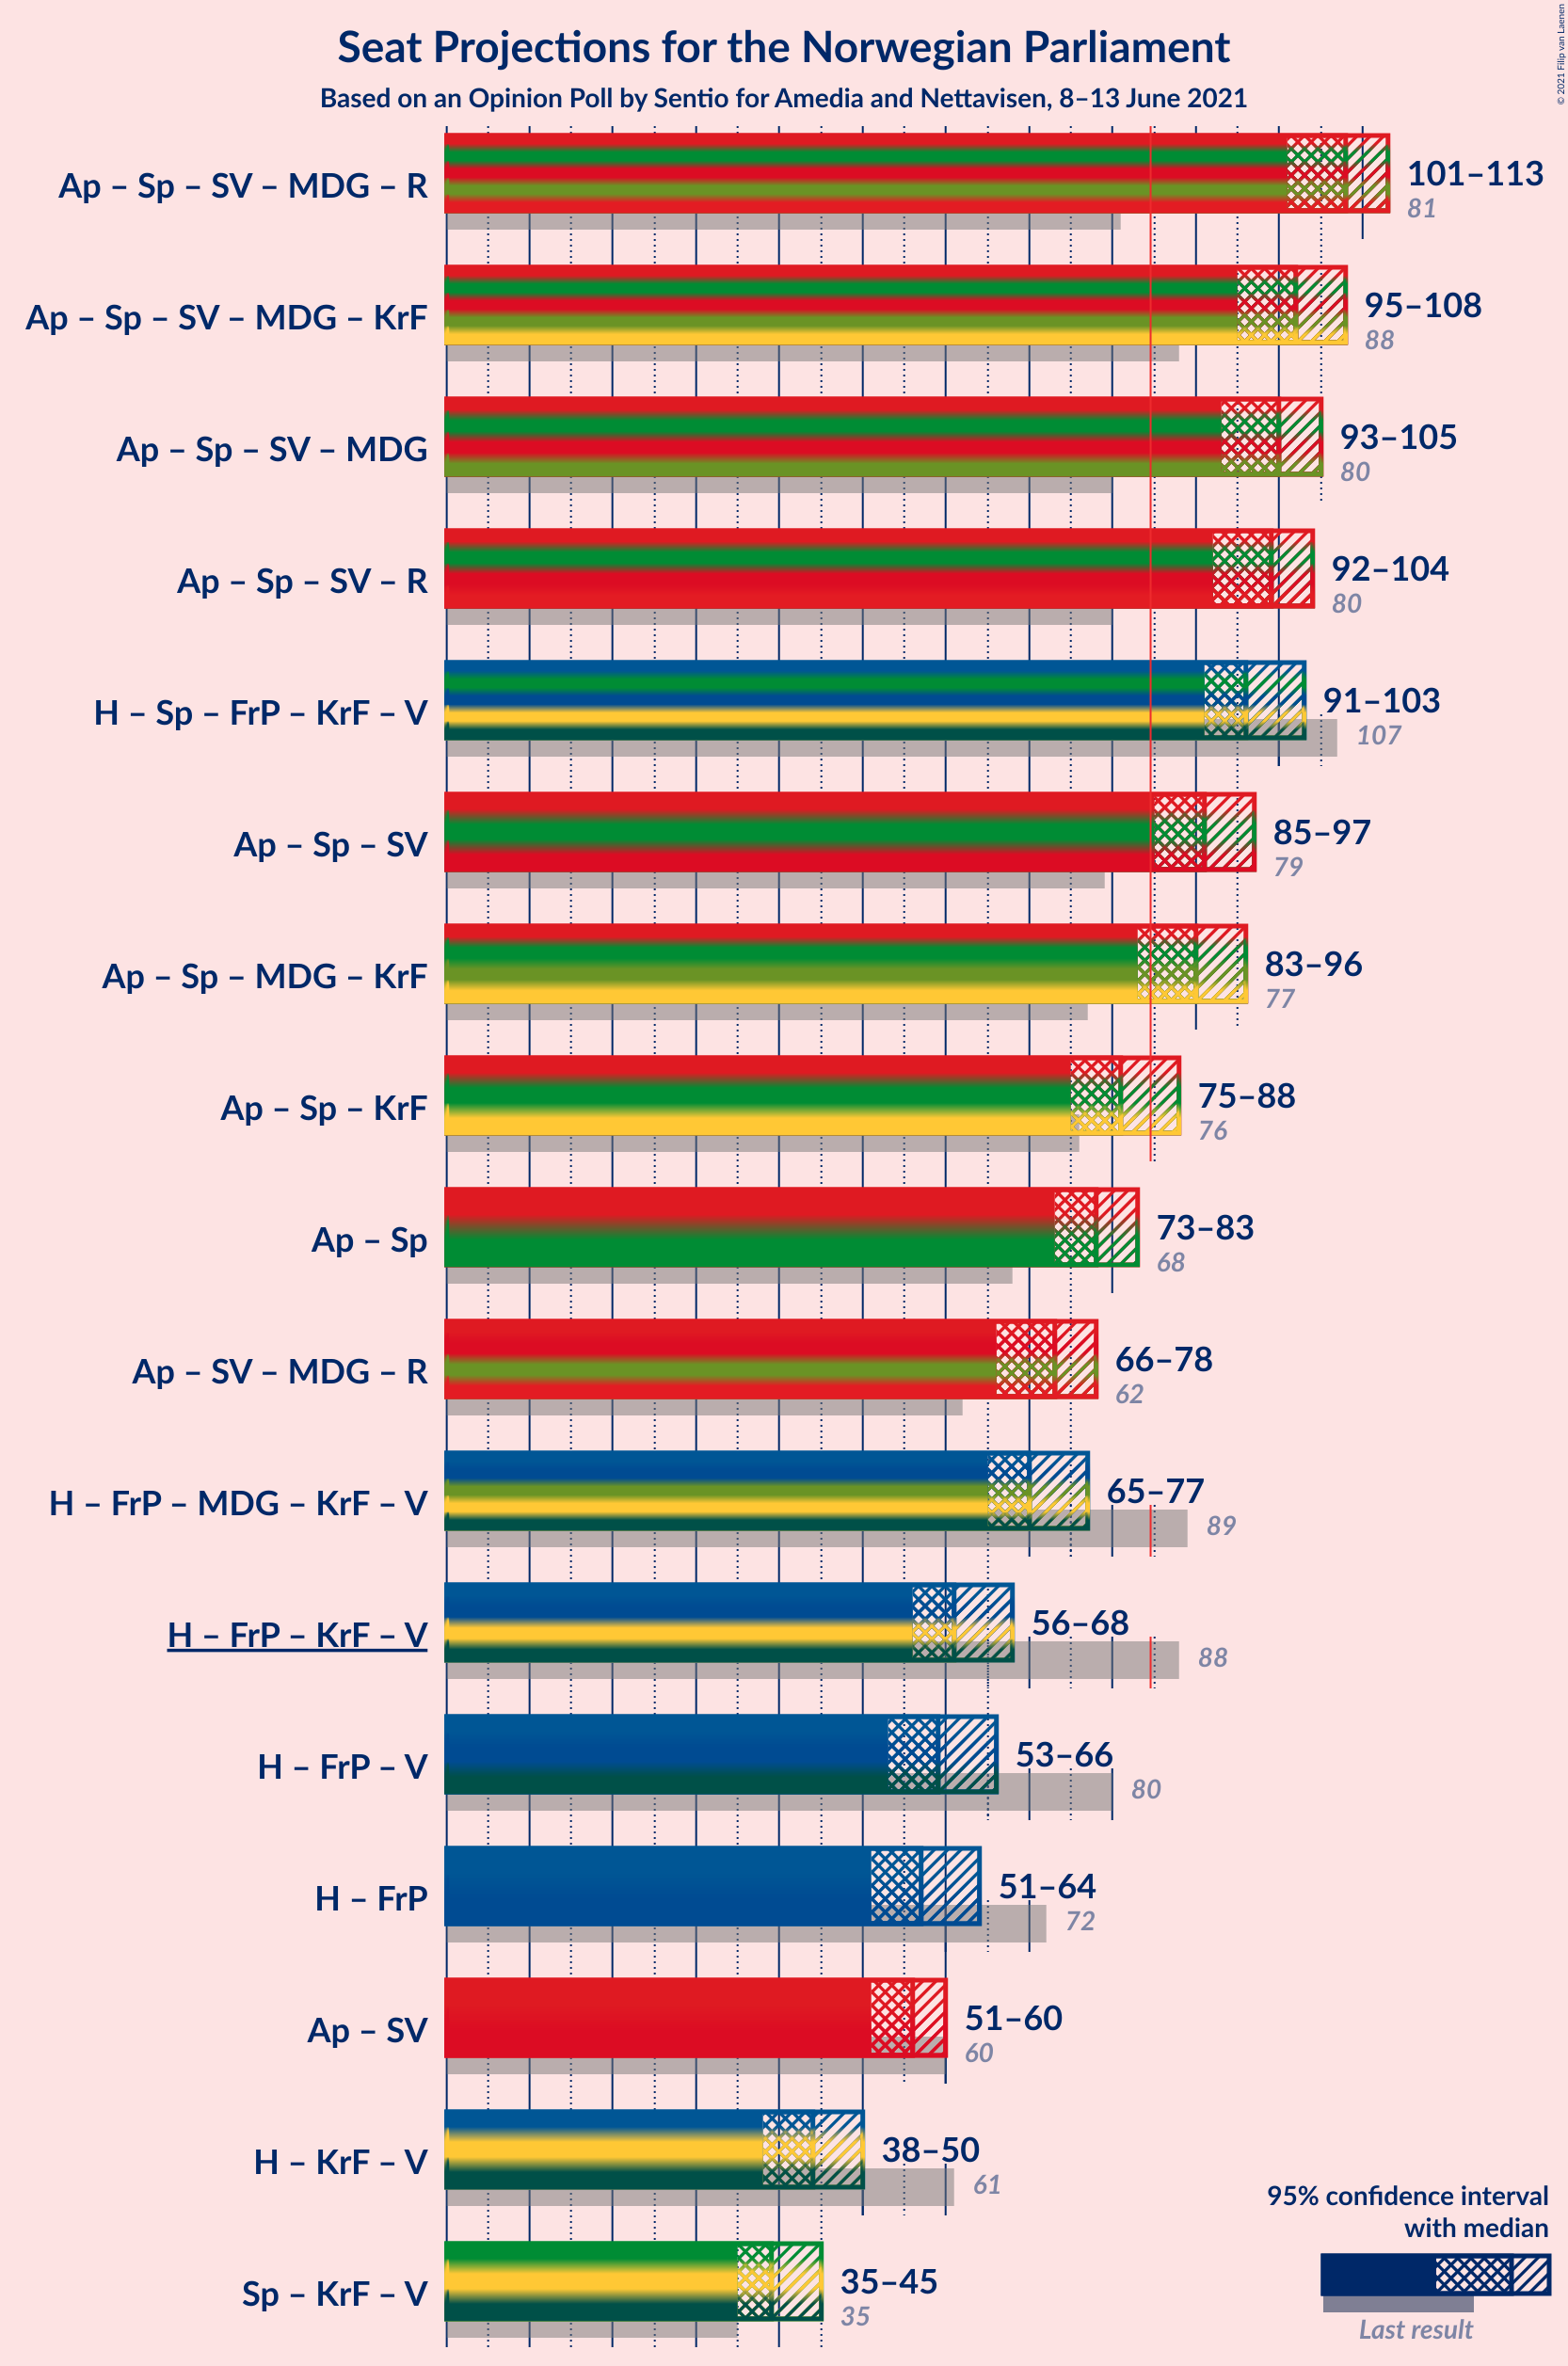 Seat Projections for the Norwegian Parliament
Based on an Opinion Poll by Sentio for Amedia and Nettavisen, 8–13 June 2021
© 2021 Filip van Laenen
Ap – Sp – SV – MDG – R
101–113
81
Ap – Sp – SV – MDG – KrF
95–108
88
Ap – Sp – SV – MDG
93–105
80
Ap – Sp – SV – R
92–104
80
H – Sp – FrP – KrF – V
91–103
107
Ap – Sp – SV
85–97
79
Ap – Sp – MDG – KrF
83–96
77
Ap – Sp – KrF
75–88
76
Ap – Sp
73–83
68
Ap – SV – MDG – R
66–78
62
H – FrP – MDG – KrF – V
65–77
89
H – FrP – KrF – V
56–68
88
H – FrP – V
53–66
80
H – FrP
51–64
72
Ap – SV
51–60
60
H – KrF – V
38–50
61
Sp – KrF – V
35–45
35
95% confidence interval
with median
Last result